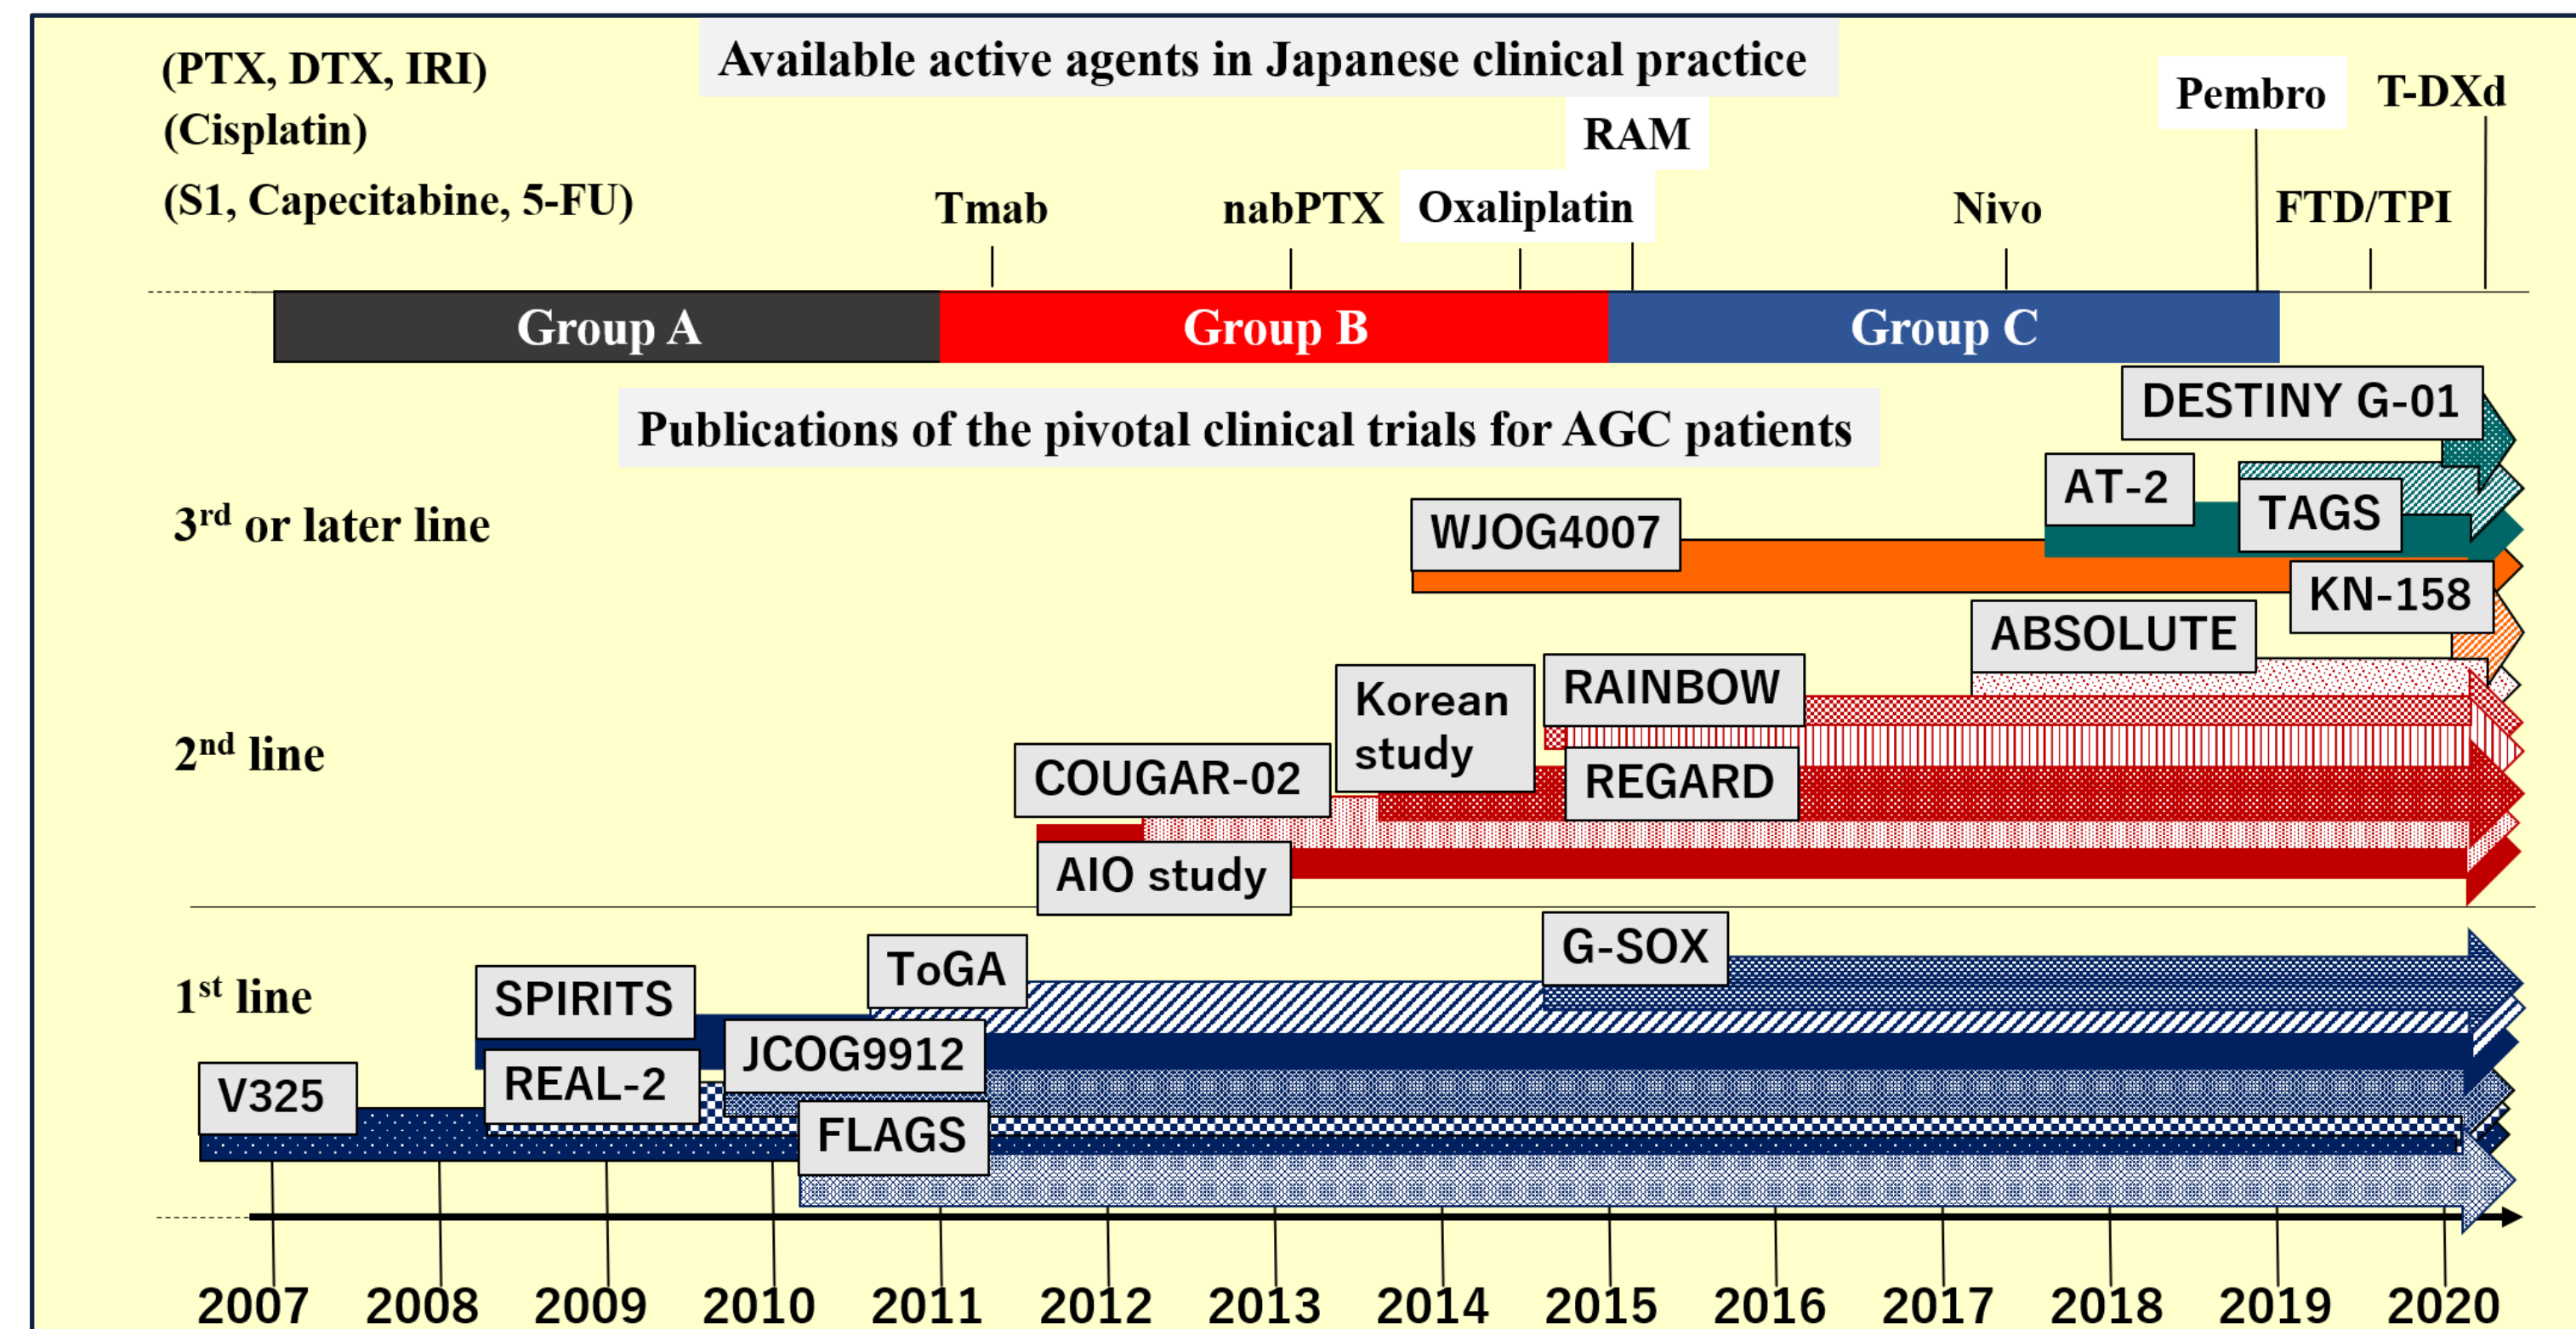 Available active agents in Japanese clinical practice
(PTX, DTX, IRI)
(Cisplatin)
(S1, Capecitabine, 5-FU)
Tmab
nabPTX
Oxaliplatin
RAM
Nivo
Pembro
FTD/TPI
T-DXd
Group A
Group B
Group C
Publications of the pivotal clinical trials for AGC patients
3rd or later line
DESTINY G-01
AT-2
TAGS
WJOG4007
KN-158
2nd line
ABSOLUTE
RAINBOW
Korean
study
REGARD
COUGAR-02
AIO study
1st line
G-SOX
ToGA
SPIRITS
JCOG9912
REAL-2
V325
FLAGS
2007 2008 2009 2010 2011 2012 2013 2014 2015 2016 2017 2018 2019 2020